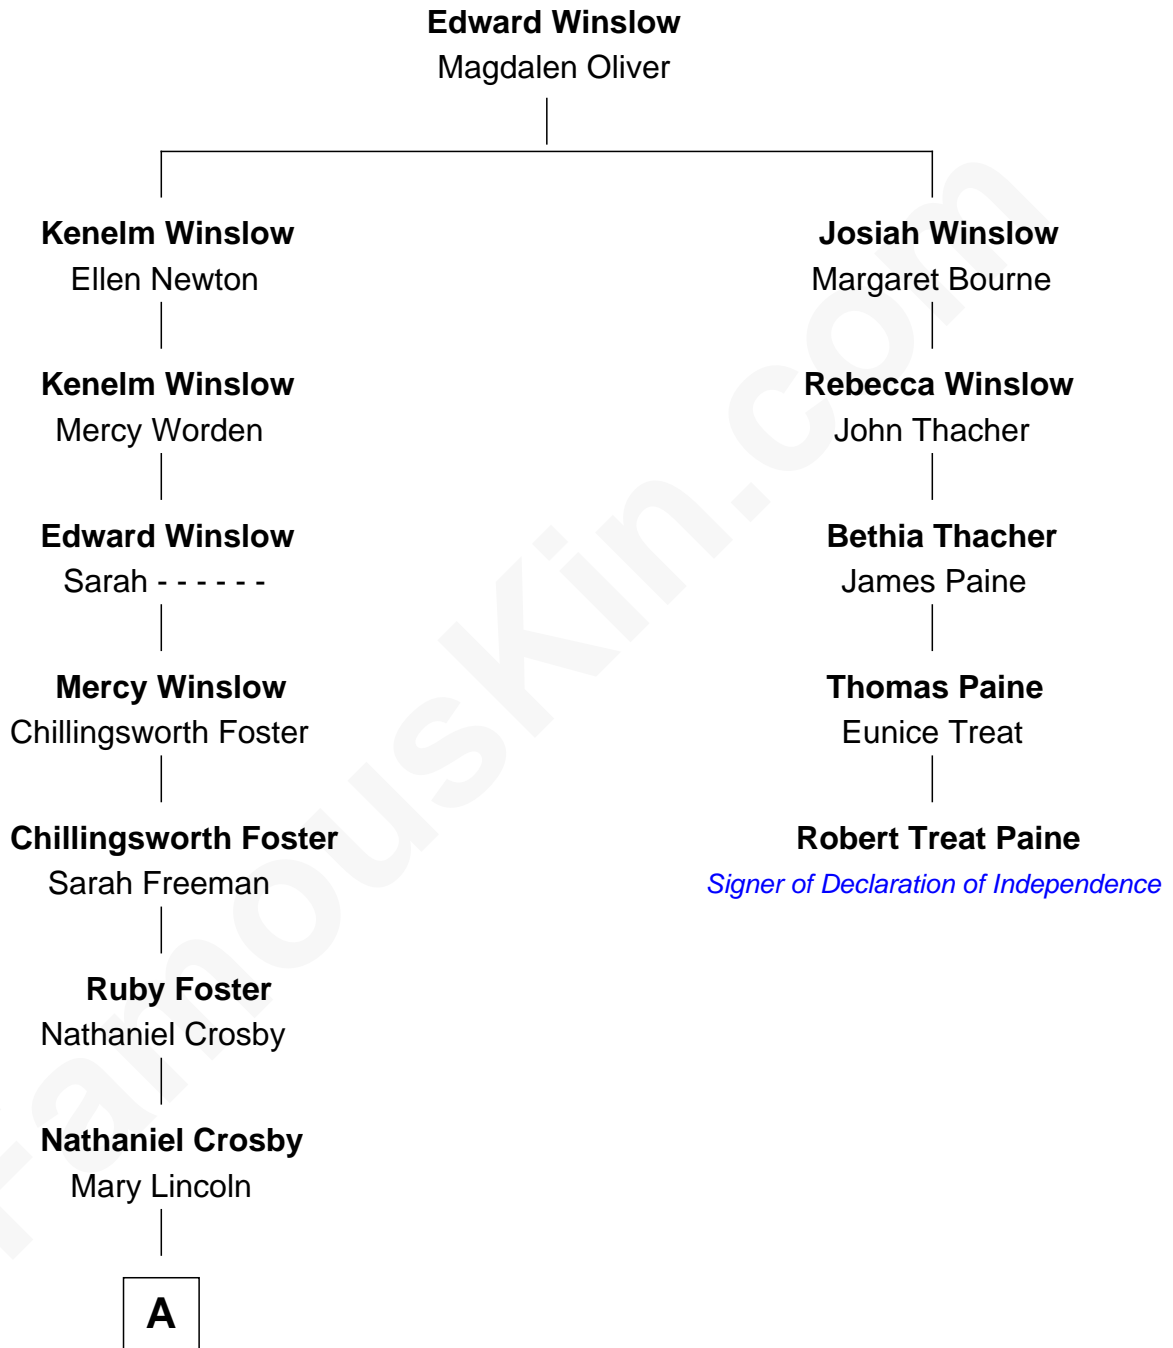 Edward Winslow
Magdalen Oliver
Kenelm Winslow
Ellen Newton
Josiah Winslow
Margaret Bourne
Kenelm Winslow
Mercy Worden
Rebecca Winslow
John Thacher
Edward Winslow
Sarah - - - - - -
Bethia Thacher
James Paine
Mercy Winslow
Chillingsworth Foster
Thomas Paine
Eunice Treat
Chillingsworth Foster
Sarah Freeman
Robert Treat Paine
Signer of Declaration of Independence
Ruby Foster
Nathaniel Crosby
Nathaniel Crosby
Mary Lincoln
A
FamousKin.com